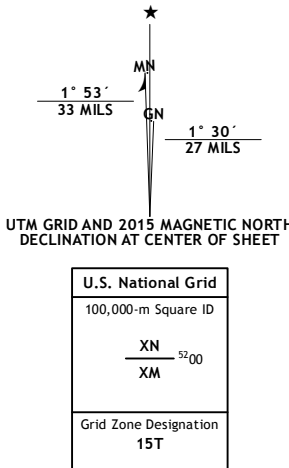 ★
MN
1° 53´
33 MILS
GN
1° 30´
27 MILS
UTM GRID AND 2015 MAGNETIC NORTH
DECLINATION AT CENTER OF SHEET
U.S. National Grid
100,000-m Square ID
XN
5200
XM
Grid Zone Designation
15T